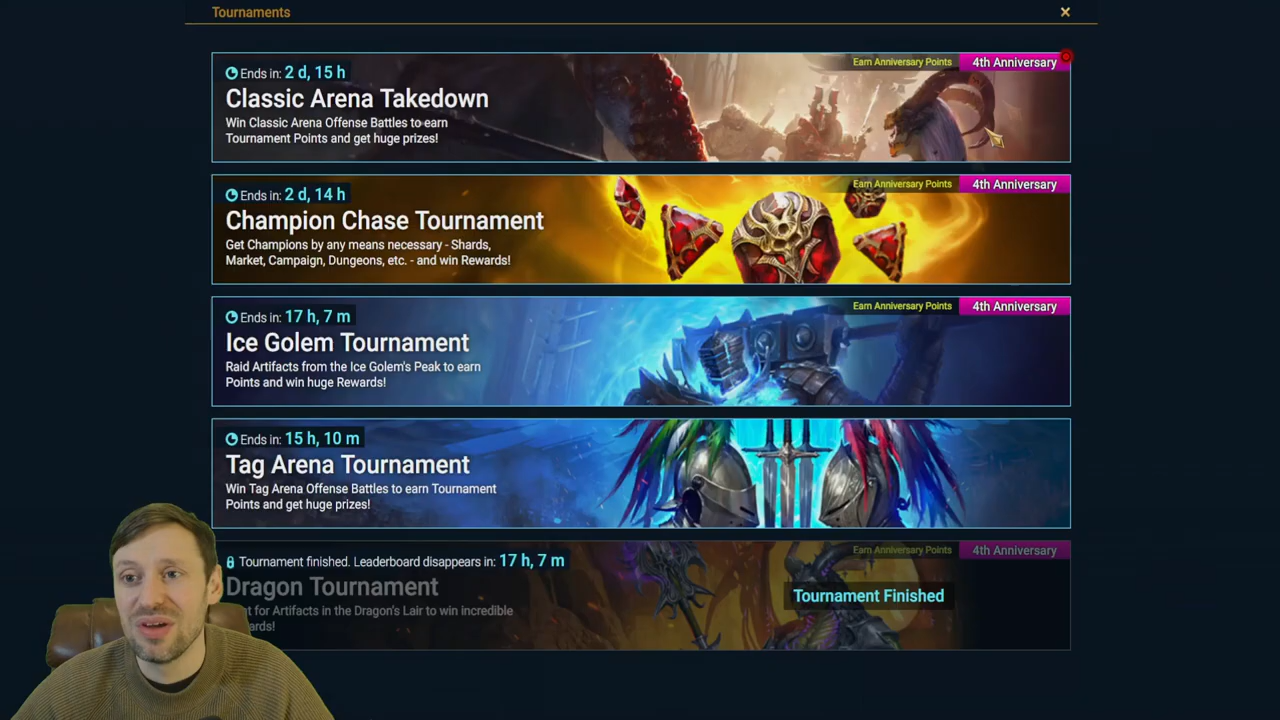 Tournaments
Ends in: 2 d, 15 h
Earn Anniversary Points
4th Anniversary
Classic Arena Takedown
Win Classic Arena Offense Battles to earn
Tournament Points and get huge prizes!
Ends in: 2 d, 14 h
Earn Anniversary Points
4th Anniversary
Champion Chase Tournament
Get Champions by any means necessary - Shards,
Market, Campaign, Dungeons, etc. - and win Rewards!
Ends in: 17 h, 7 m
Earn Anniversary Points
4th Anniversary
Ice Golem Tournament
Raid Artifacts from the Ice Golem's Peak to earn
Points and win huge Rewards!
Ends in: 15 h, 10 m
Tag Arena Tournament
Win Tag Arena Offense Battles to earn Tournament
Points and get huge prizes!
Tournament finished. Leaderboard disappears in: 17 h, 7 m
Earn Anniversary Points
4th Anniversary
Dragon Tournament
Tournament Finished
for Artifacts in the Dragon's Lair to win incredible